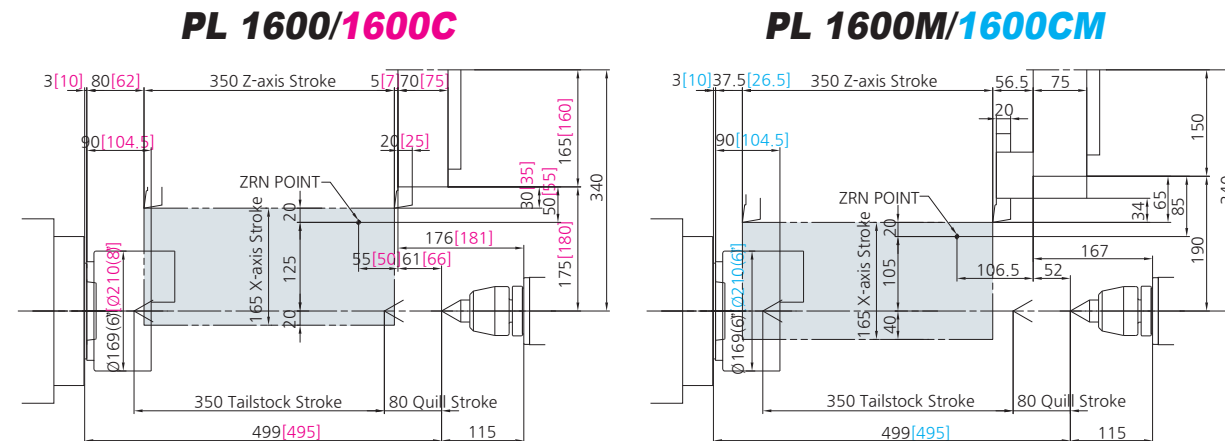 PL 1600/1600C
PL 1600M/1600CM
3[10] 80[62] 350 Z-axis Stroke 5[7] 70[75]
90[104.5]
20[25]
165[160]
340
30[35]
50[55]
ZRN POINT
20
165 X-axis Stroke
125
20
176[181]
55[50] 61[66]
175[180]
Ø169(6") [Ø210(8")]
350 Tailstock Stroke 80 Quill Stroke
499[495] 115
3[10] 37.5[26.5] 350 Z-axis Stroke 56.5 75
20
90[104.5]
150
ZRN POINT
34
65
85
190
20
165 X-axis Stroke
105
40
167
106.5 52
Ø169(6") [Ø210(6")]
350 Tailstock Stroke 80 Quill Stroke
499[495] 115